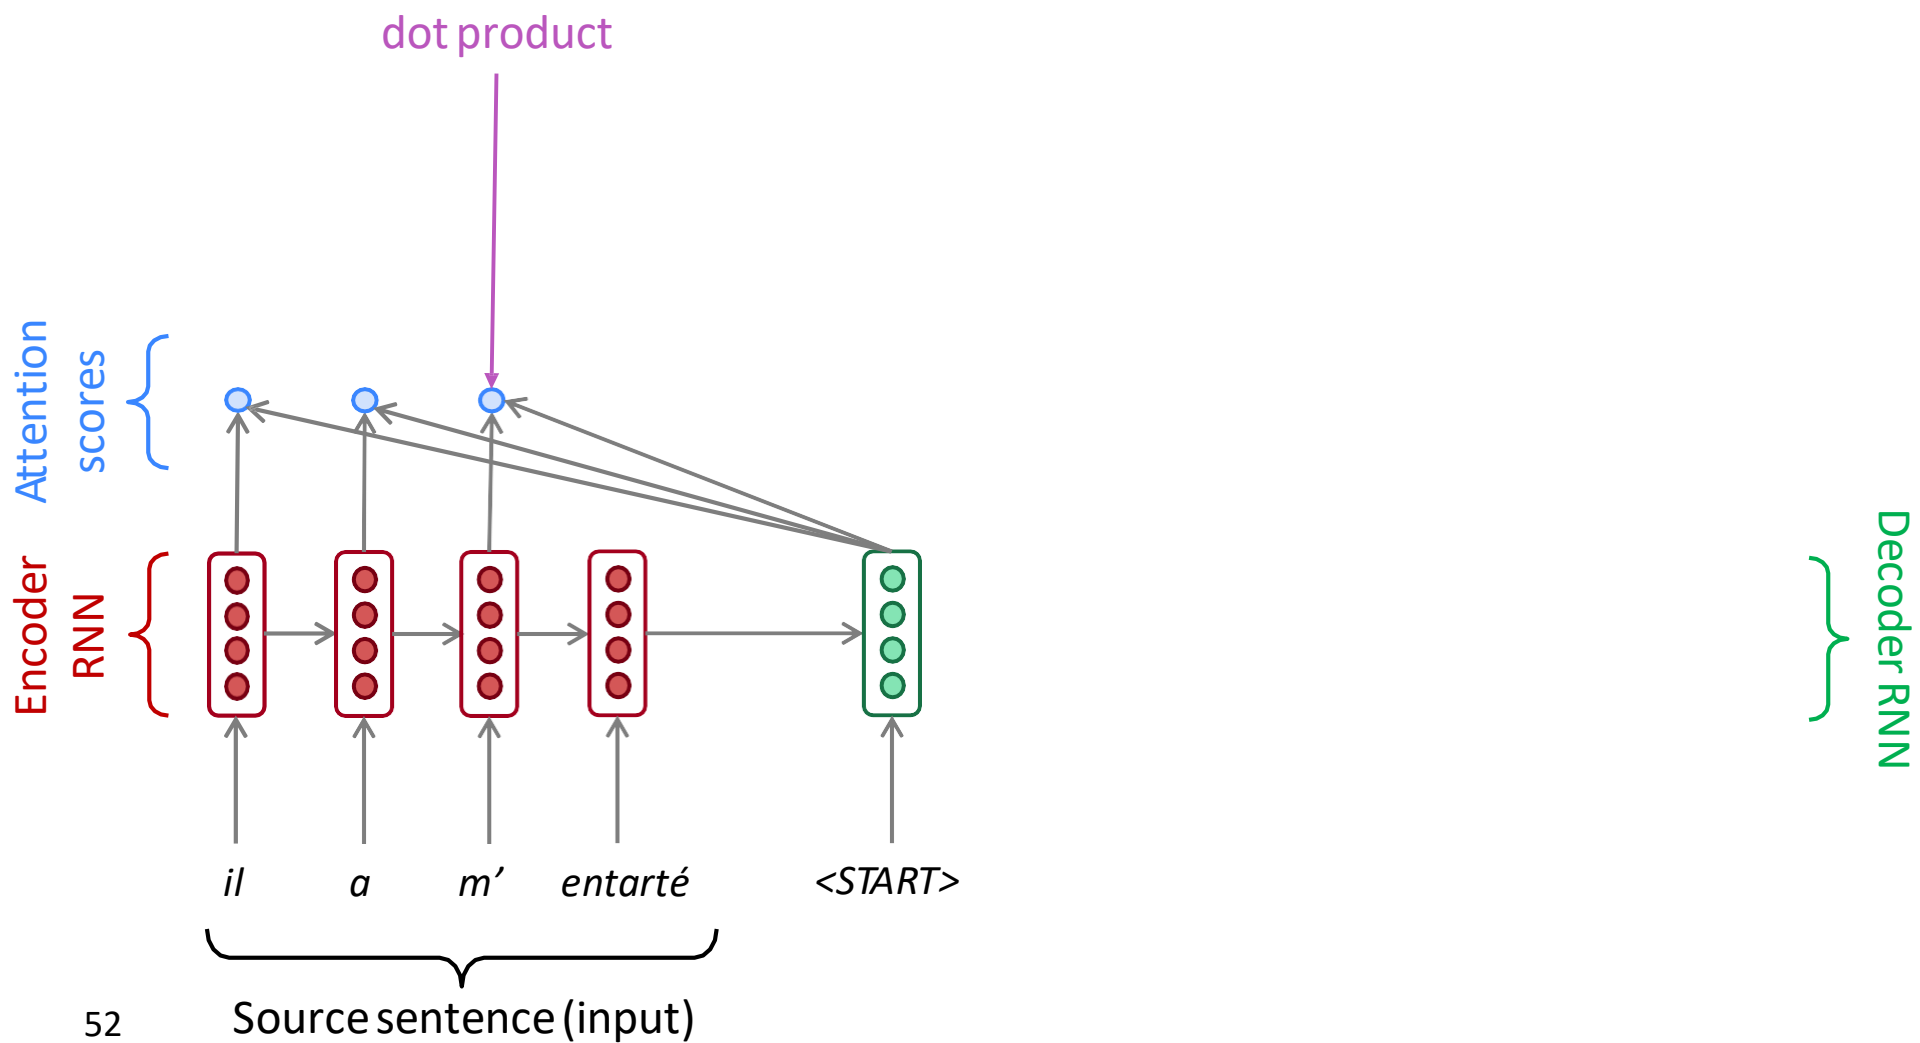 dot product
Attention
scores
Encoder
RNN
Decoder RNN
il a m’ entarté <START>
Source sentence (input)
52